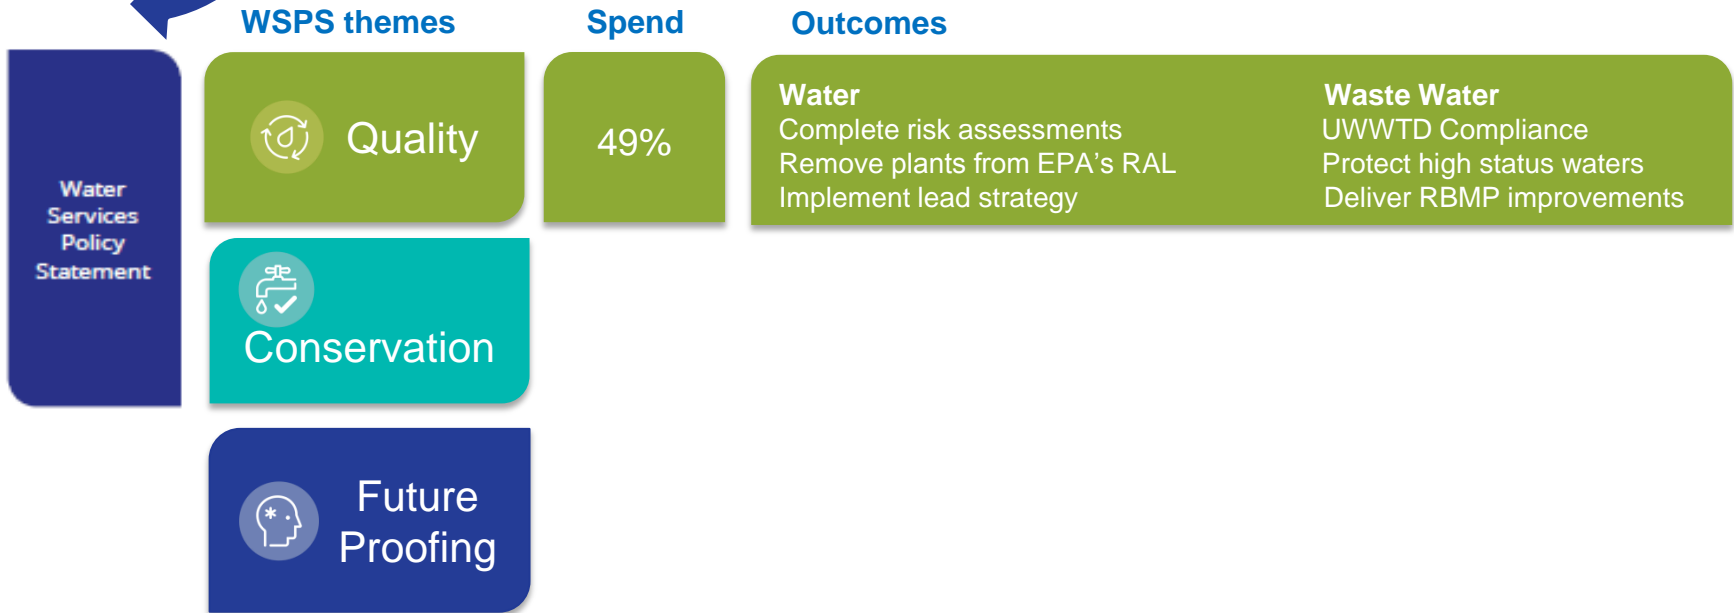 WSPS themes
Spend
Outcomes
Water
Services
Policy
Statement
Quality
49%
Water
Complete risk assessments
Remove plants from EPA's RAL
Implement lead strategy
Waste Water
UWWTD Compliance
Protect high status waters
Deliver RBMP improvements
Conservation
Future
Proofing